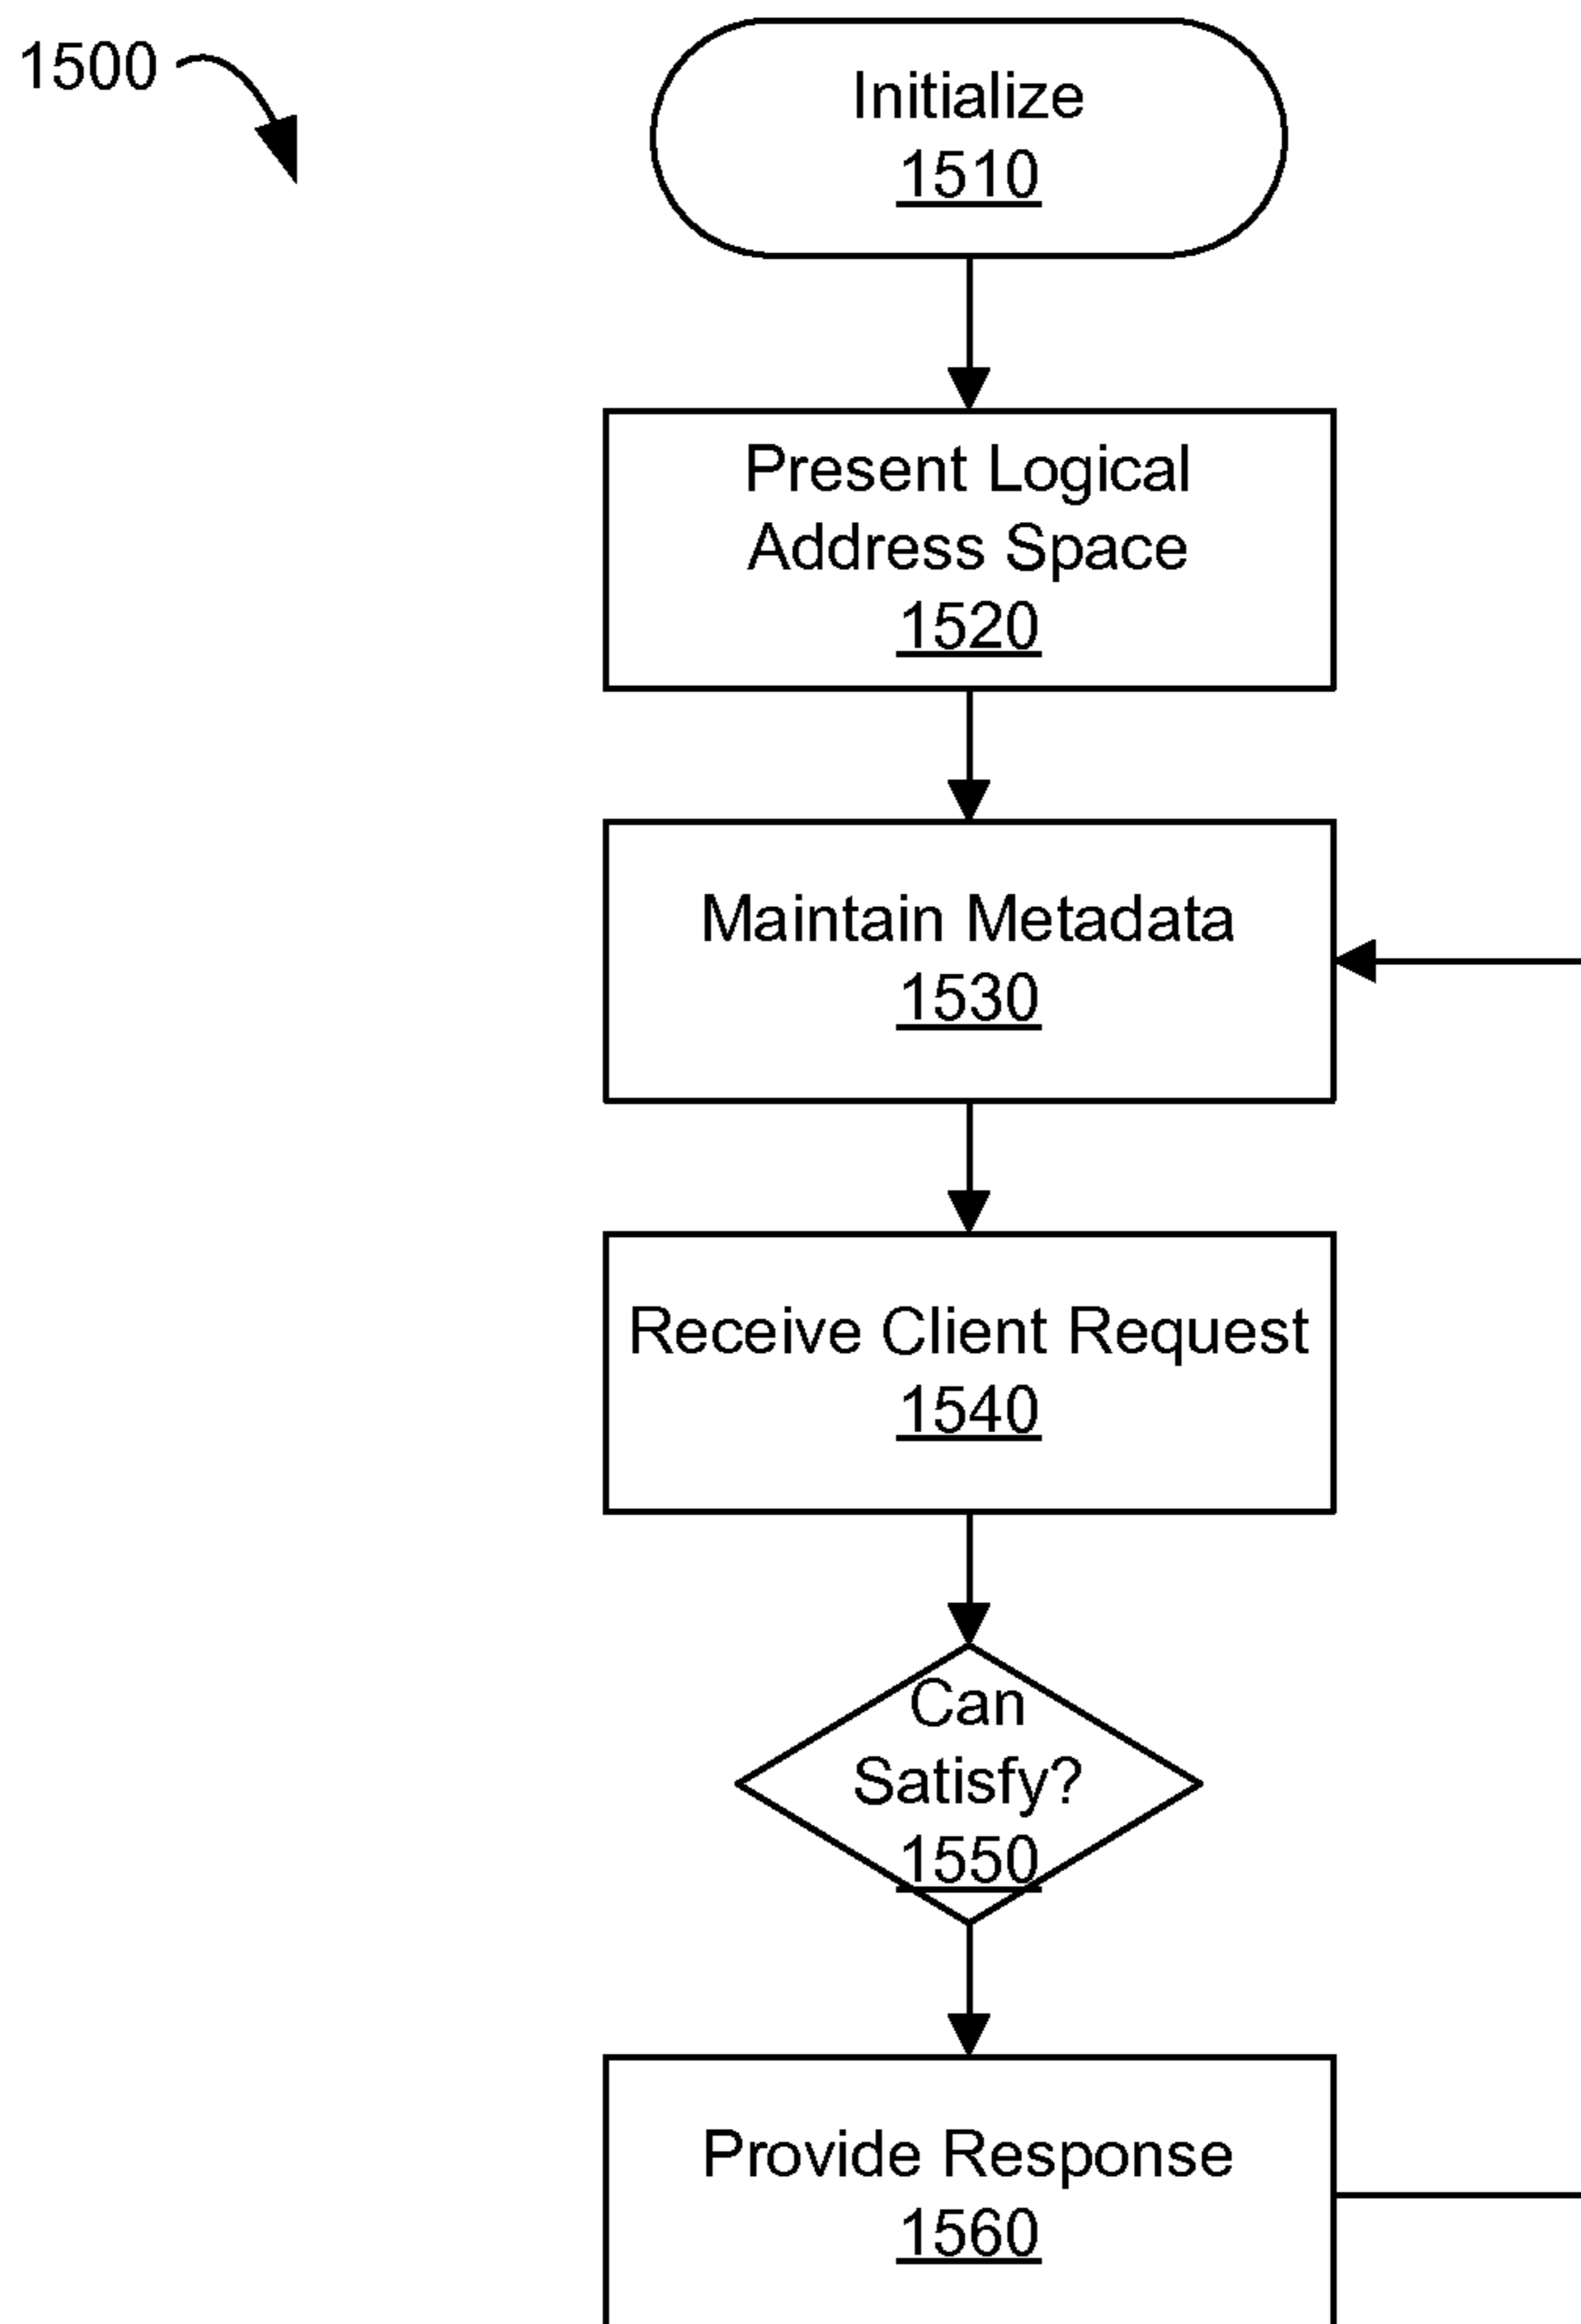 1500
Initialize
1510
Present Logical
Address Space
1520
Maintain Metadata
1530
Receive Client Request
1540
Can
Satisfy?
1550
Provide Response
1560